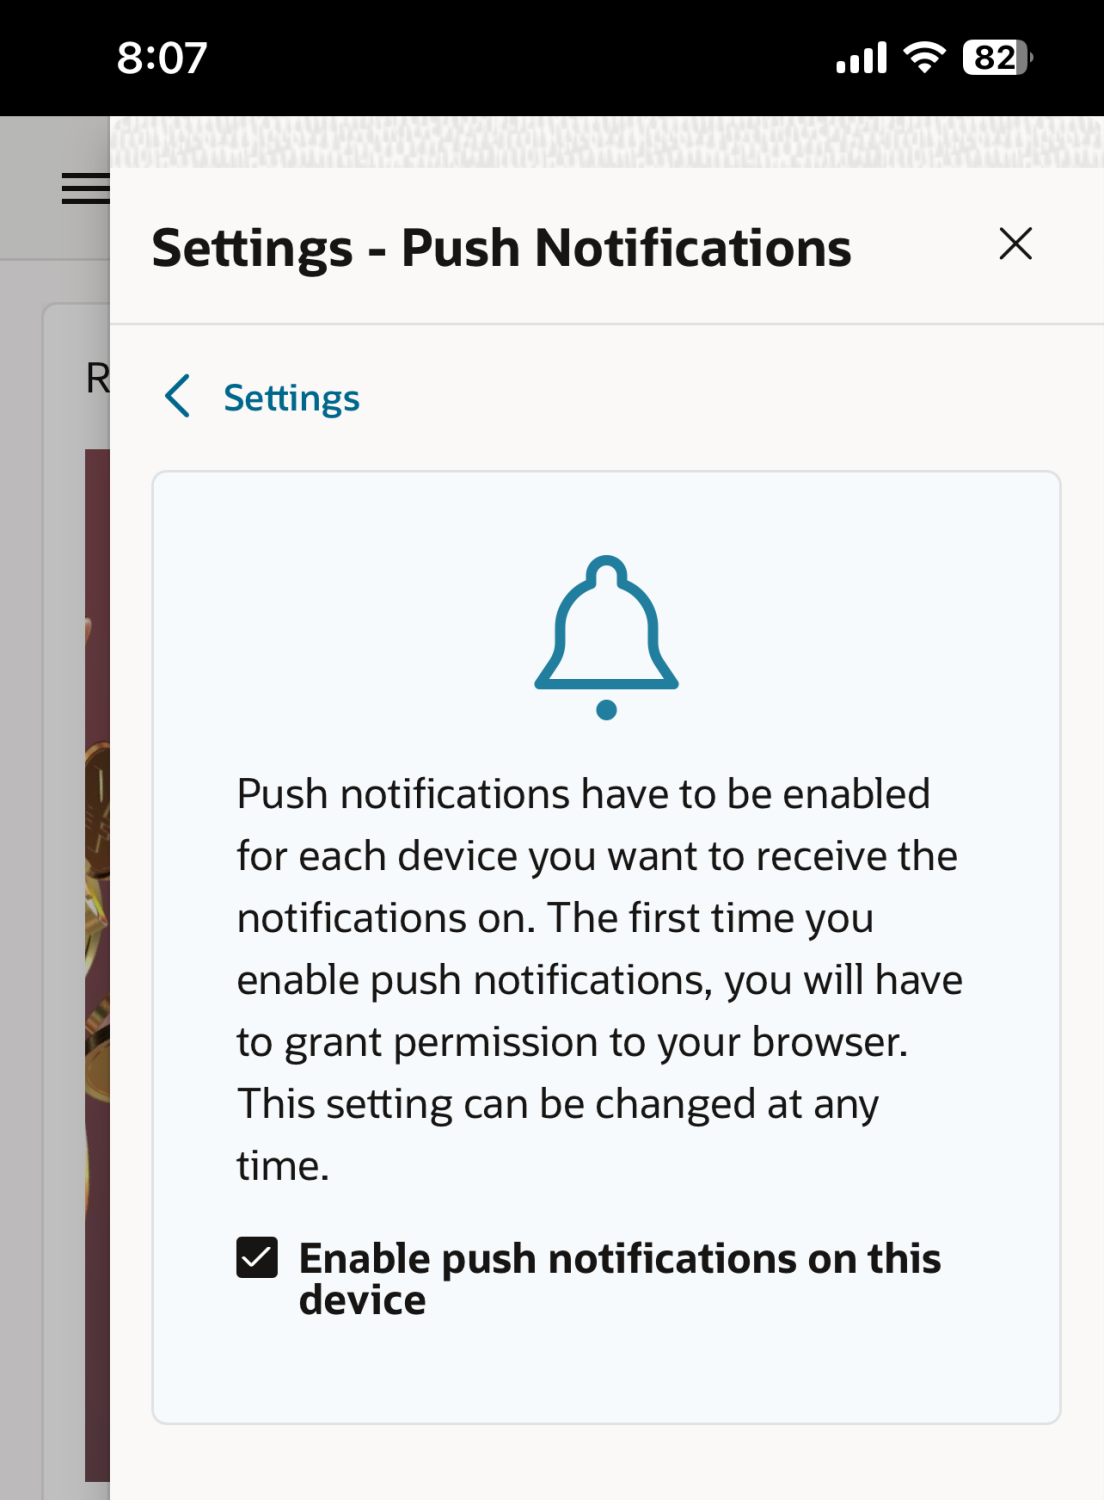 8:07
82
Settings - Push Notifications
R
Settings
Push notifications have to be enabled
for each device you want to receive the
notifications on. The first time you
enable push notifications, you will have
to grant permission to your browser.
This setting can be changed at any
time.
Enable push notifications on this
device